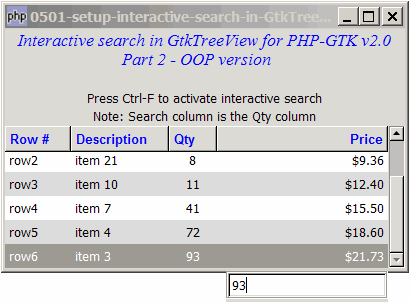 php 0501-setup-interactive-search-in-GtkTree...
Interactive search in GtkTreeView for PHP-GTK v2.0
Part 2 - OOP version
Press Ctrl-F to activate interactive search
Note: Search column is the Qty column
Row # Description Qty Price
row2 item 21 8 $9.36
row3 item 10 11 $12.40
row4 item 7 41 $15.50
row5 item 4 72 $18.60
row6 item 3 93 $21.73
93